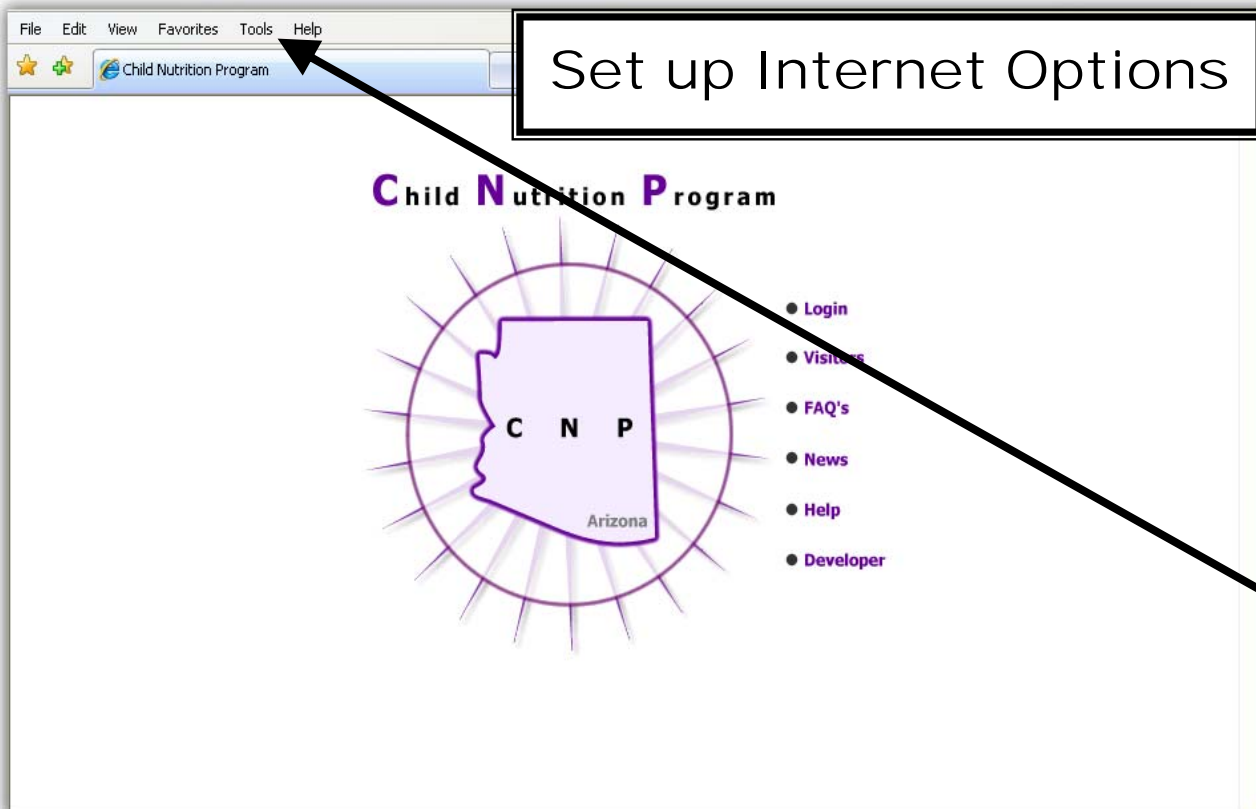 File Edit View Favorites Tools Help
Child Nutrition Program
Set up Internet Options
Child Nutrition Program
Login
Visitors
FAQ's
C N P
News
Help
Arizona
Developer